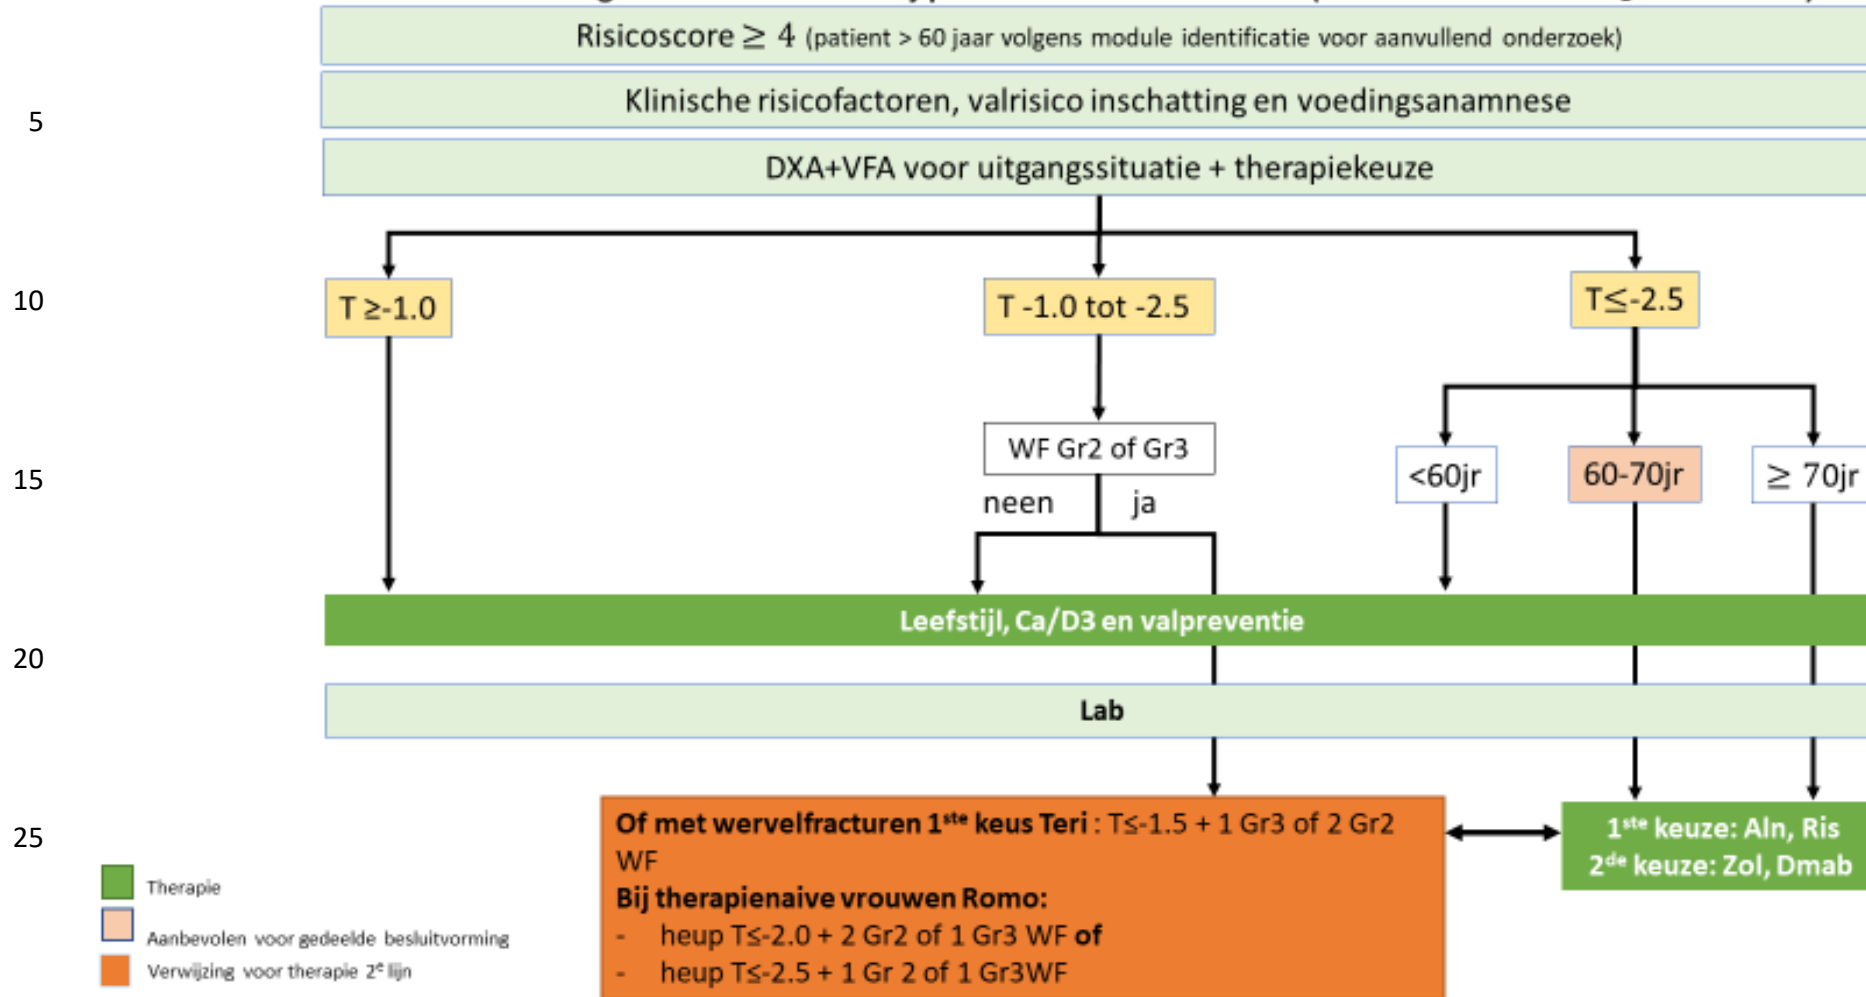 Risicoscore ≥ 4 (patient > 60 jaar volgens module identificatie voor aanvullend onderzoek)
Klinische risicofactoren, valrisico inschatting en voedingsanamnese
5
DXA+VFA voor uitgangssituatie + therapiekeuze
10
T ≥-1.0
T -1.0 tot -2.5
T≤-2.5
WF Gr2 of Gr3
15
<60jr
60-70jr
≥ 70jr
neen
ja
Leefstijl, Ca/D3 en valpreventie
20
Lab
25
Of met wervelfracturen 1ste keus Teri : T≤-1.5 + 1 Gr3 of 2 Gr2
WF
Bij therapienaive vrouwen Romo:
- heup T≤-2.0 + 2 Gr2 of 1 Gr3 WF of
- heup T≤-2.5 + 1 Gr 2 of 1 Gr3WF
1ste keuze: Aln, Ris
2de keuze: Zol, Dmab
Therapie
Aanbevolen voor gedeelde besluitvorming
Verwijzing voor therapie 2e lijn